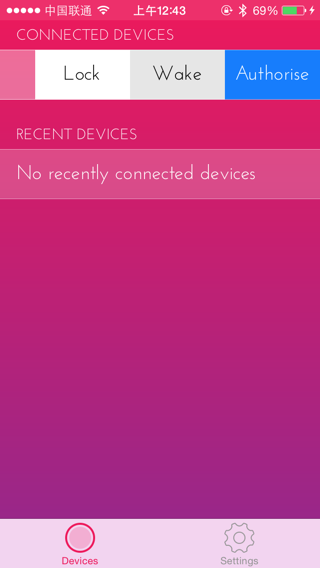 中国联通 上午12:43 69%
CONNECTED DEVICES
Lock Wake Authorise
RECENT DEVICES
No recently connected devices
Devices Settings